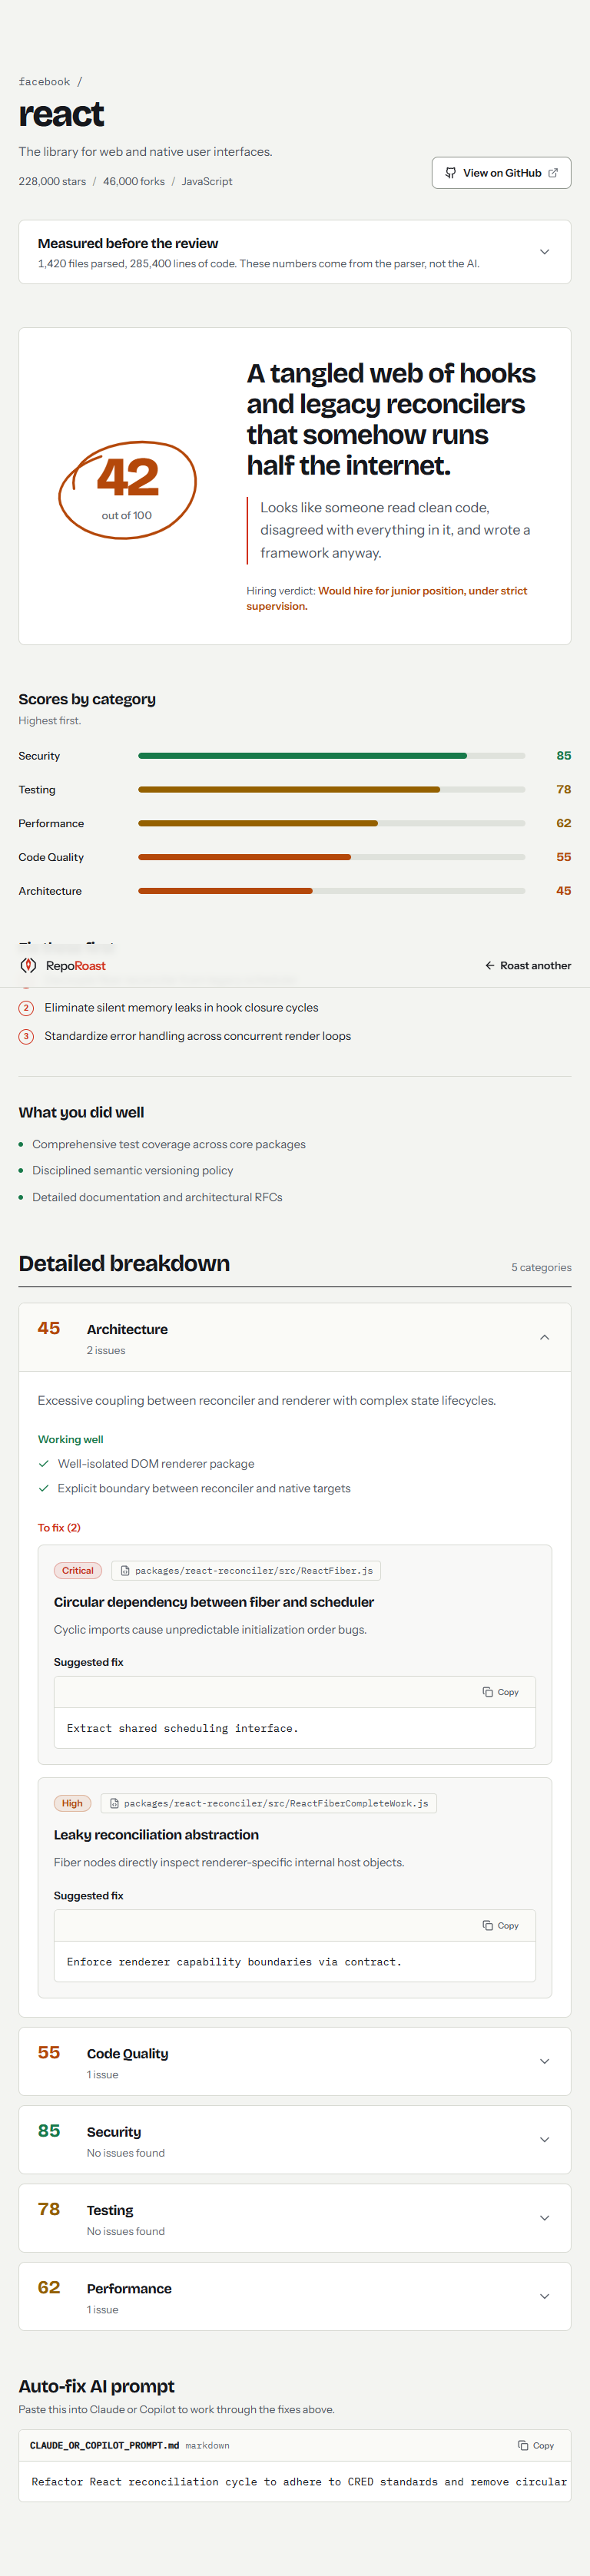 facebook /
react
The library for web and native user interfaces.
228,000 stars / 46,000 forks / JavaScript
View on GitHub
Measured before the review
1,420 files parsed, 285,400 lines of code. These numbers come from the parser, not the AI.
A tangled web of hooks
and legacy reconcilers
that somehow runs
half the internet.
42
out of 100
Looks like someone read clean code,
disagreed with everything in it, and wrote a
framework anyway.
Hiring verdict: Would hire for junior position, under strict
supervision.
Scores by category
Highest first.
Security 85
Testing 78
Performance 62
Code Quality 55
Architecture 45
RepoRoast
Roast another
2 Eliminate silent memory leaks in hook closure cycles
3 Standardize error handling across concurrent render loops
What you did well
Comprehensive test coverage across core packages
Disciplined semantic versioning policy
Detailed documentation and architectural RFCs
Detailed breakdown
5 categories
45 Architecture
2 issues
Excessive coupling between reconciler and renderer with complex state lifecycles.
Working well
Well-isolated DOM renderer package
Explicit boundary between reconciler and native targets
To fix (2)
Critical packages/react-reconciler/src/ReactFiber.js
Circular dependency between fiber and scheduler
Cyclic imports cause unpredictable initialization order bugs.
Suggested fix
Copy
Extract shared scheduling interface.
High packages/react-reconciler/src/ReactFiberCompleteWork.js
Leaky reconciliation abstraction
Fiber nodes directly inspect renderer-specific internal host objects.
Suggested fix
Copy
Enforce renderer capability boundaries via contract.
55 Code Quality
1 issue
85 Security
No issues found
78 Testing
No issues found
62 Performance
1 issue
Auto-fix AI prompt
Paste this into Claude or Copilot to work through the fixes above.
CLAUDE_OR_COPILOT_PROMPT.md markdown
Copy
Refactor React reconciliation cycle to adhere to CRED standards and remove circular